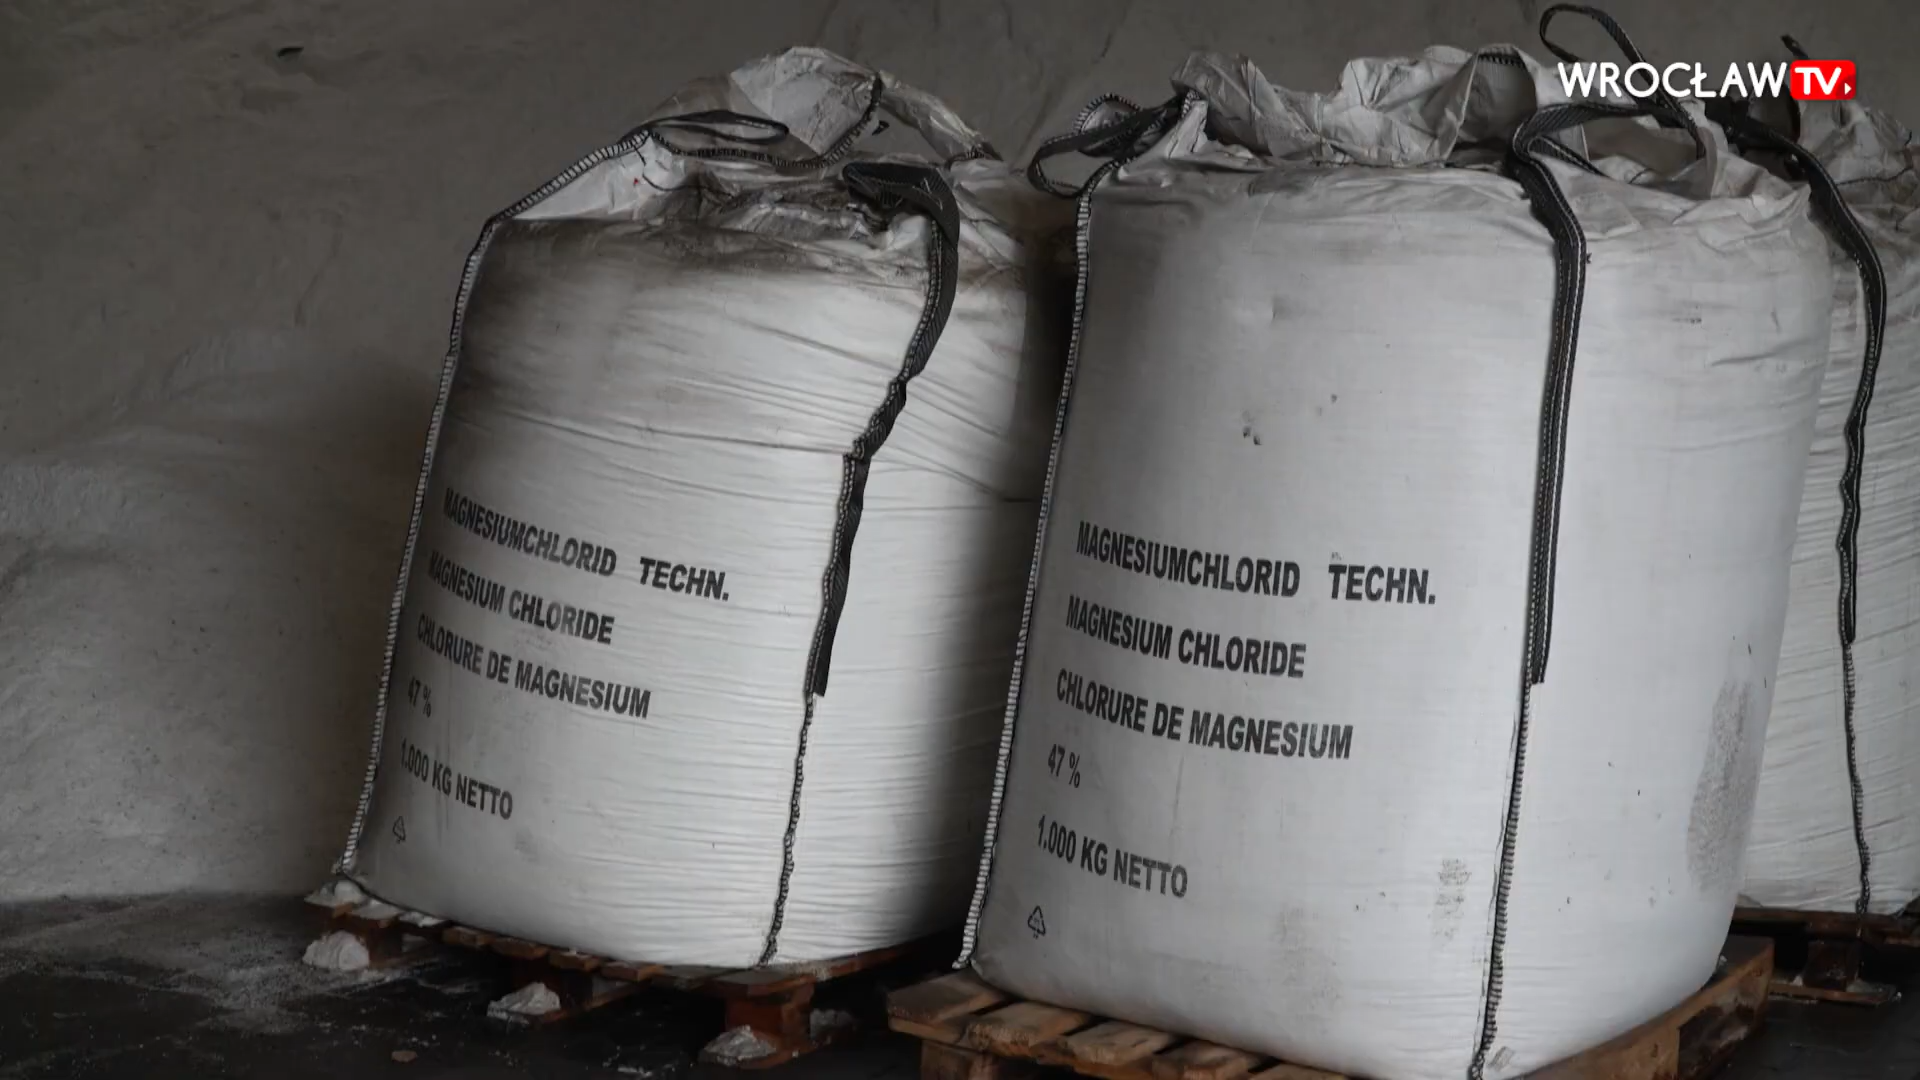 WROCŁAW TV
MAGNESIUMCHLORID TECHN.
MAGNESIUM CHLORIDE
CHLORURE DE MAGNESIUM
47 %
1.000 KG NETTO
MAGNESIUMCHLORID TECHN.
MAGNESIUM CHLORIDE
CHLORURE DE MAGNESIUM
47 %
1.000 KG NETTO